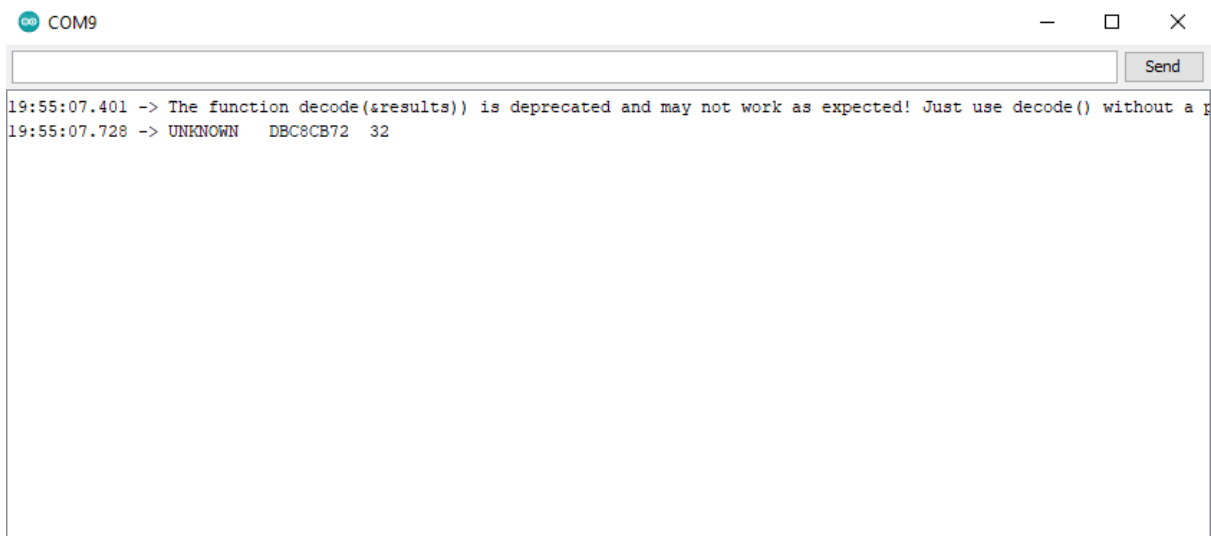 COM9
Send
19:55:07.401 -> The function decode(&results)) is deprecated and may not work as expected! Just use decode() without a
19:55:07.728 -> UNKNOWN   DBC8CB72  32